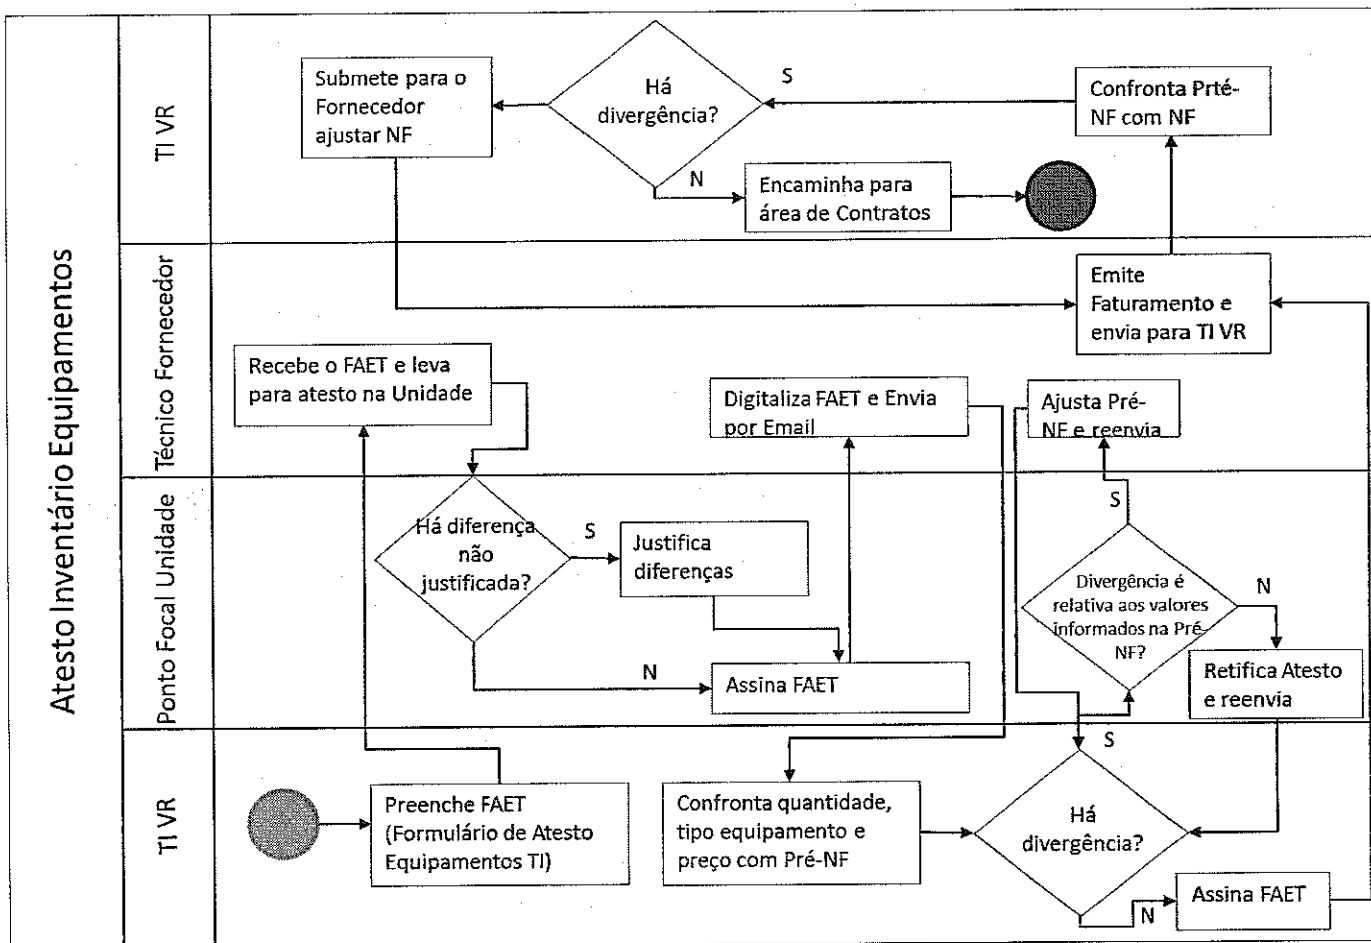 Atesto Inventário Equipamentos
TI VR
Submete para o
Fornecedor
ajustar NF
Há
divergência?
S
Confronta Prté-
NF com NF
N
Encaminha para
área de Contratos
Técnico Fornecedor
Emite
Faturamento e
envia para TI VR
Recebe o FAET e leva
para atesto na Unidade
Digitaliza FAET e Envia
por Email
Ajusta Pré-
NF e reenvia
Ponto Focal Unidade
Há diferença
não
justificada?
S
Justifica
diferenças
N
Assina FAET
S
Divergência é
relativa aos valores
informados na Pré-
NF?
N
Retifica Atesto
e reenvia
TI VR
Preenche FAET
(Formulário de Atesto
Equipamentos TI)
Confronta quantidade,
tipo equipamento e
preço com Pré-NF
S
Há
divergência?
N
Assina FAET